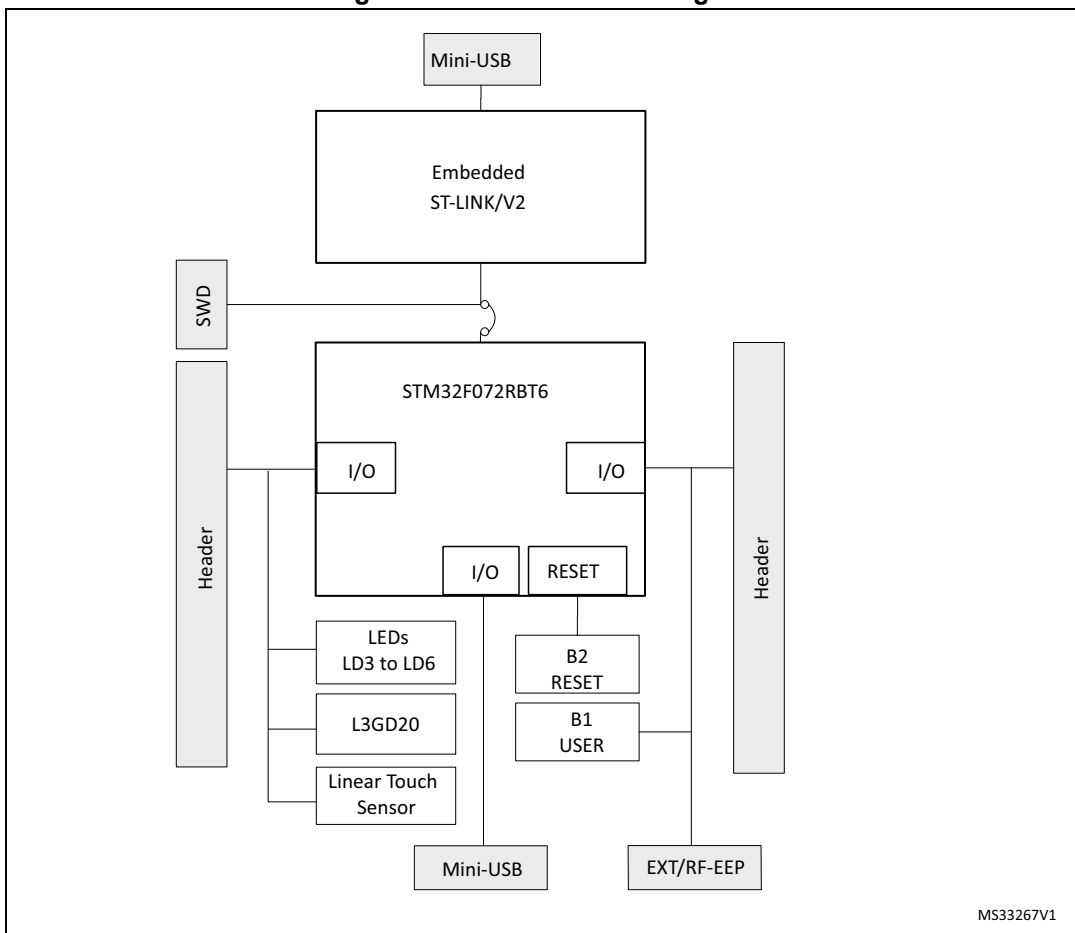 Mini-USB
Embedded
ST-LINK/V2
SWD
STM32F072RBT6
I/O
I/O
Header
Header
I/O
RESET
LEDs
LD3 to LD6
B2
RESET
L3GD20
B1
USER
Linear Touch
Sensor
Mini-USB
EXT/RF-EEP
MS33267V1